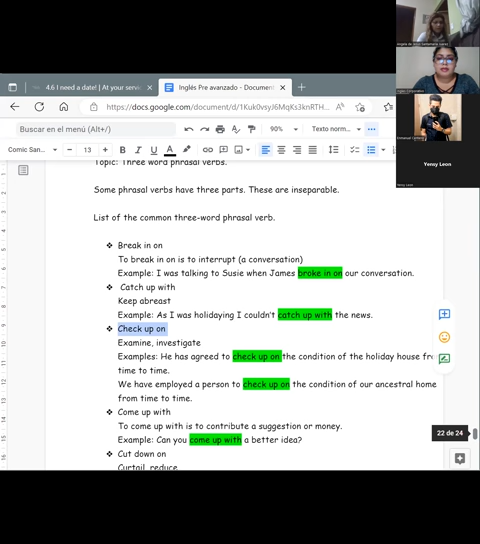 4.6 I need a date! | At your servic
Inglés Pre avanzado - Document
https://docs.google.com/document/d/1Kuk0vsyJ6MqKs3knRTH...
Buscar en el menú (Alt+/)
90%
Texto norm...
Comic San...
13
Topic: Three word phrasal verbs.
Some phrasal verbs have three parts. These are inseparable.
List of the common three-word phrasal verb.
❖ Break in on
To break in on is to interrupt (a conversation)
Example: I was talking to Susie when James broke in on our conversation.
❖ Catch up with
Keep abreast
Example: As I was holidaying I couldn't catch up with the news.
❖ Check up on
Examine, investigate
Examples: He has agreed to check up on the condition of the holiday house fr
time to time.
We have employed a person to check up on the condition of our ancestral home
from time to time.
❖ Come up with
To come up with is to contribute a suggestion or money.
Example: Can you come up with a better idea?
❖ Cut down on
Curtail, reduce
22 de 24
Yensy Leon
Yensy Leon